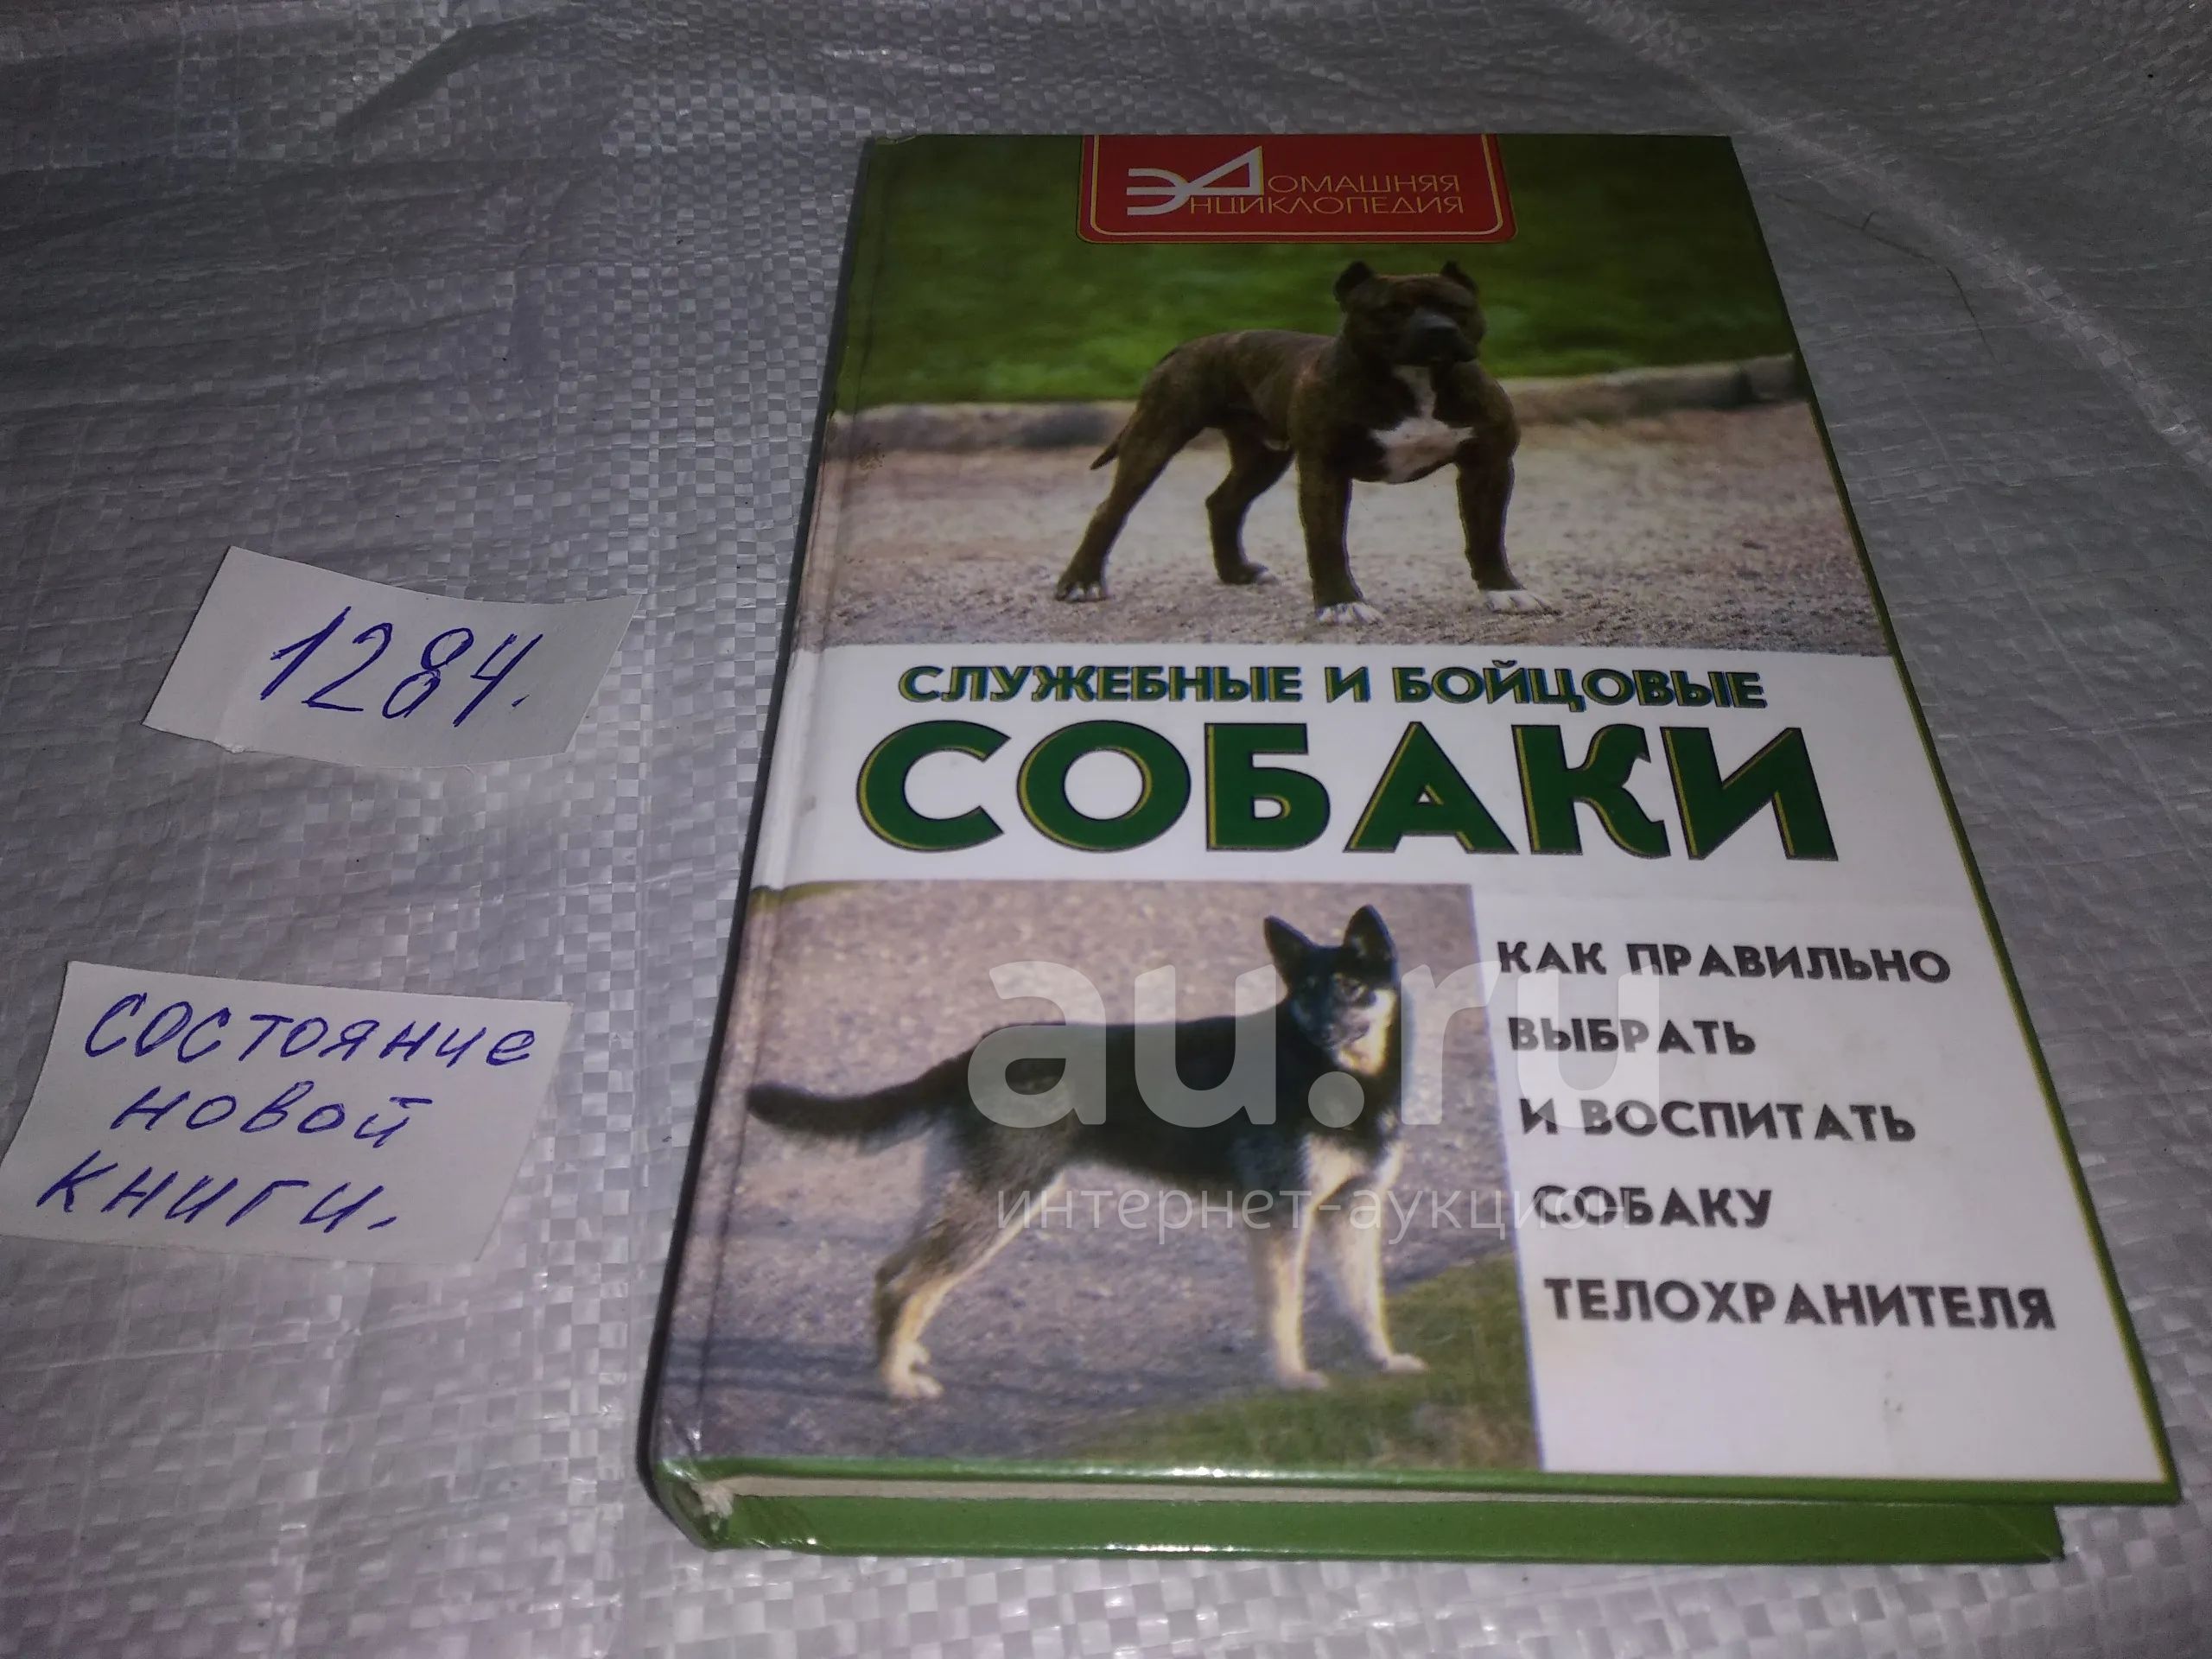 ДОМАШНЯЯ
ЭНЦИКЛОПЕДИЯ
СЛУЖЕБНЫЕ И БОЙЦОВЫЕ
СОБАКИ
КАК ПРАВИЛЬНО
ВЫБРАТЬ
И ВОСПИТАТЬ
СОБАКУ
ТЕЛОХРАНИТЕЛЯ
1284.
состояние
новой
книги.
au.ru
интернет-аукцион